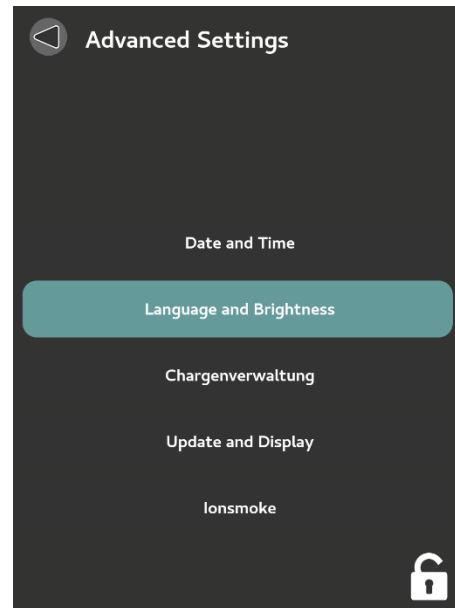 Advanced Settings
Date and Time
Language and Brightness
Chargenverwaltung
Update and Display
Ionsmoke